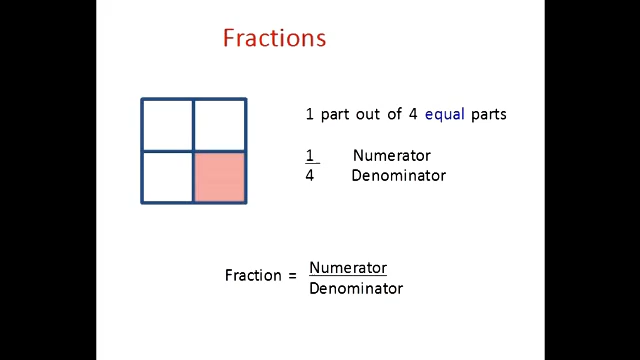 Fractions
1 part out of 4 equal parts
1 Numerator
4 Denominator
Fraction = Numerator
Denominator